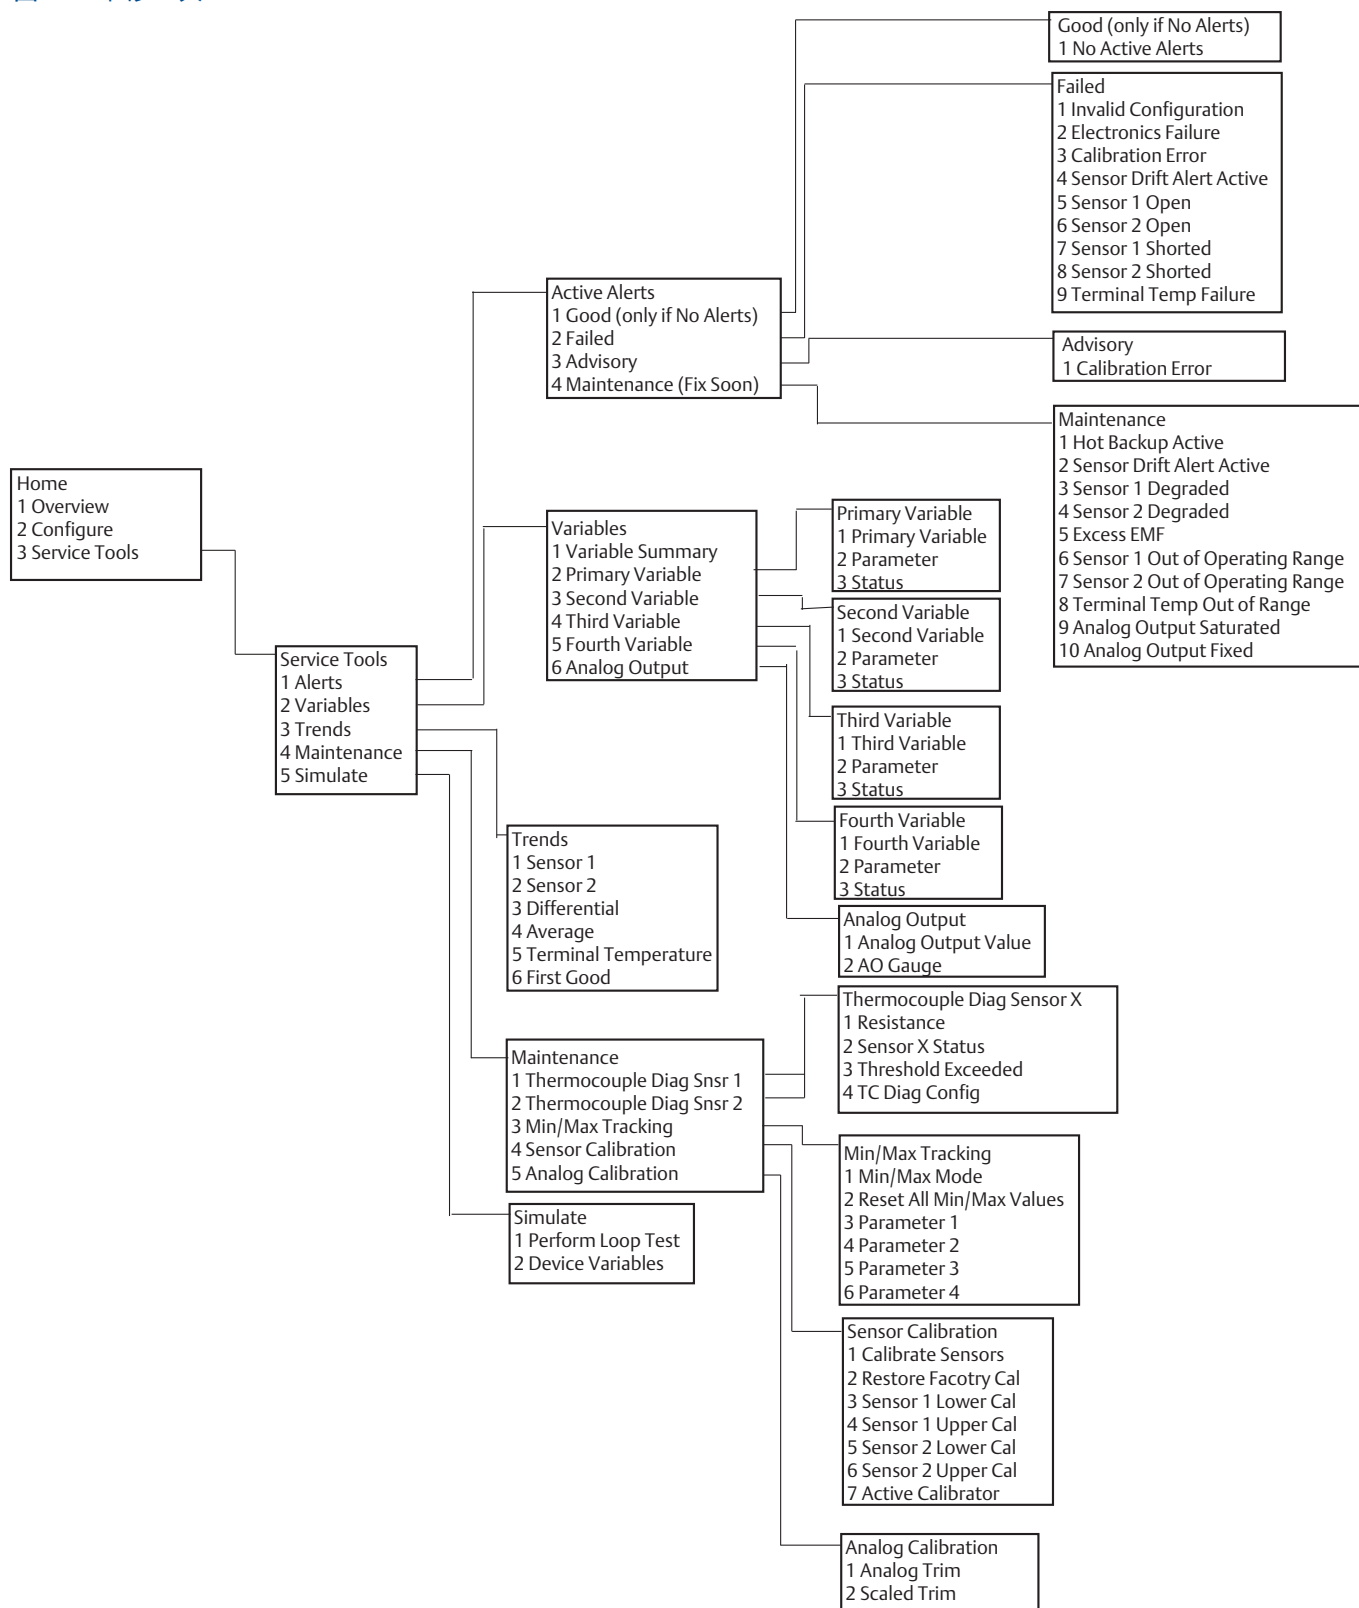 Good (only if No Alerts)
1 No Active Alerts
Failed
1 Invalid Configuration
2 Electronics Failure
3 Calibration Error
4 Sensor Drift Alert Active
5 Sensor 1 Open
6 Sensor 2 Open
7 Sensor 1 Shorted
8 Sensor 2 Shorted
9 Terminal Temp Failure
Active Alerts
1 Good (only if No Alerts)
2 Failed
3 Advisory
4 Maintenance (Fix Soon)
Advisory
1 Calibration Error
Maintenance
1 Hot Backup Active
2 Sensor Drift Alert Active
3 Sensor 1 Degraded
4 Sensor 2 Degraded
5 Excess EMF
6 Sensor 1 Out of Operating Range
7 Sensor 2 Out of Operating Range
8 Terminal Temp Out of Range
9 Analog Output Saturated
10 Analog Output Fixed
Home
1 Overview
2 Configure
3 Service Tools
Variables
1 Variable Summary
2 Primary Variable
3 Second Variable
4 Third Variable
5 Fourth Variable
6 Analog Output
Primary Variable
1 Primary Variable
2 Parameter
3 Status
Second Variable
1 Second Variable
2 Parameter
3 Status
Service Tools
1 Alerts
2 Variables
3 Trends
4 Maintenance
5 Simulate
Third Variable
1 Third Variable
2 Parameter
3 Status
Fourth Variable
1 Fourth Variable
2 Parameter
3 Status
Trends
1 Sensor 1
2 Sensor 2
3 Differential
4 Average
5 Terminal Temperature
6 First Good
Analog Output
1 Analog Output Value
2 AO Gauge
Thermocouple Diag Sensor X
1 Resistance
2 Sensor X Status
3 Threshold Exceeded
4 TC Diag Config
Maintenance
1 Thermocouple Diag Snsr 1
2 Thermocouple Diag Snsr 2
3 Min/Max Tracking
4 Sensor Calibration
5 Analog Calibration
Min/Max Tracking
1 Min/Max Mode
2 Reset All Min/Max Values
3 Parameter 1
4 Parameter 2
5 Parameter 3
6 Parameter 4
Simulate
1 Perform Loop Test
2 Device Variables
Sensor Calibration
1 Calibrate Sensors
2 Restore Facotry Cal
3 Sensor 1 Lower Cal
4 Sensor 1 Upper Cal
5 Sensor 2 Lower Cal
6 Sensor 2 Upper Cal
7 Active Calibrator
Analog Calibration
1 Analog Trim
2 Scaled Trim